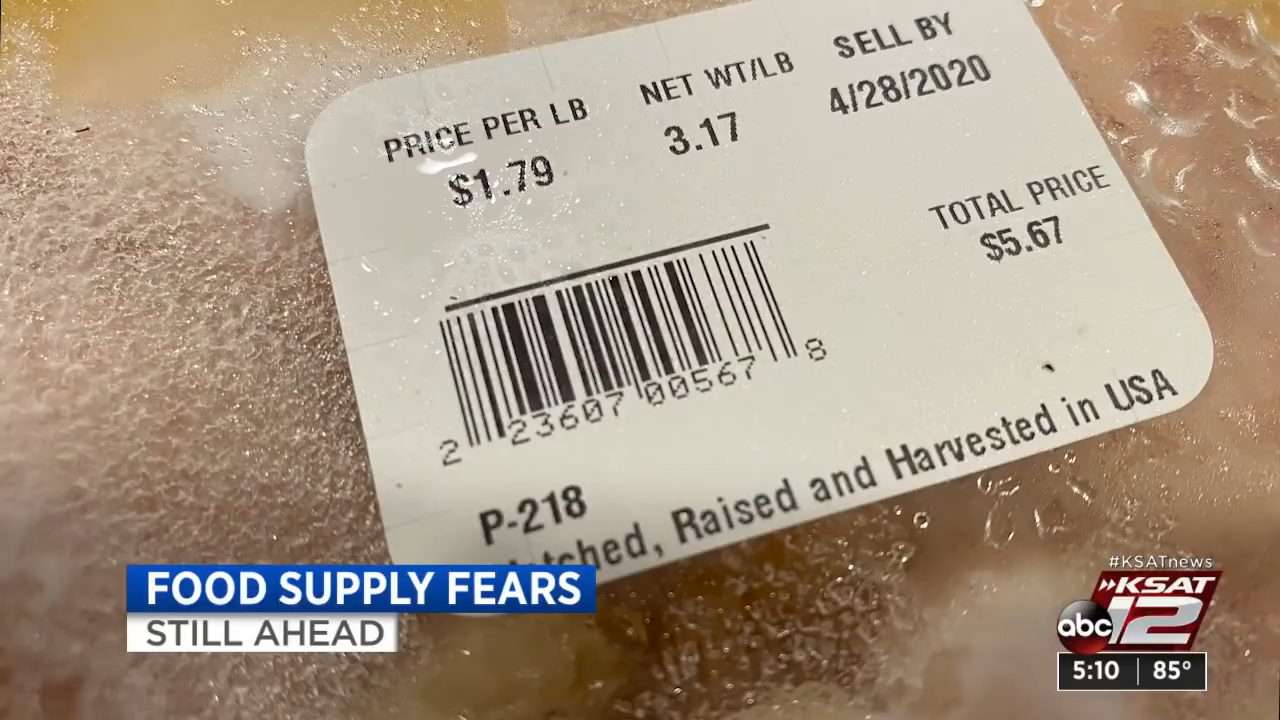 PRICE PER LB
$1.79
NET WT/LB
3.17
SELL BY
4/28/2020
TOTAL PRICE
$5.67
2 23607 00567 8
P-218
, Raised and Harvested in USA
FOOD SUPPLY FEARS
STILL AHEAD
#KSATnews
KSAT
abc 12
5:10 85°